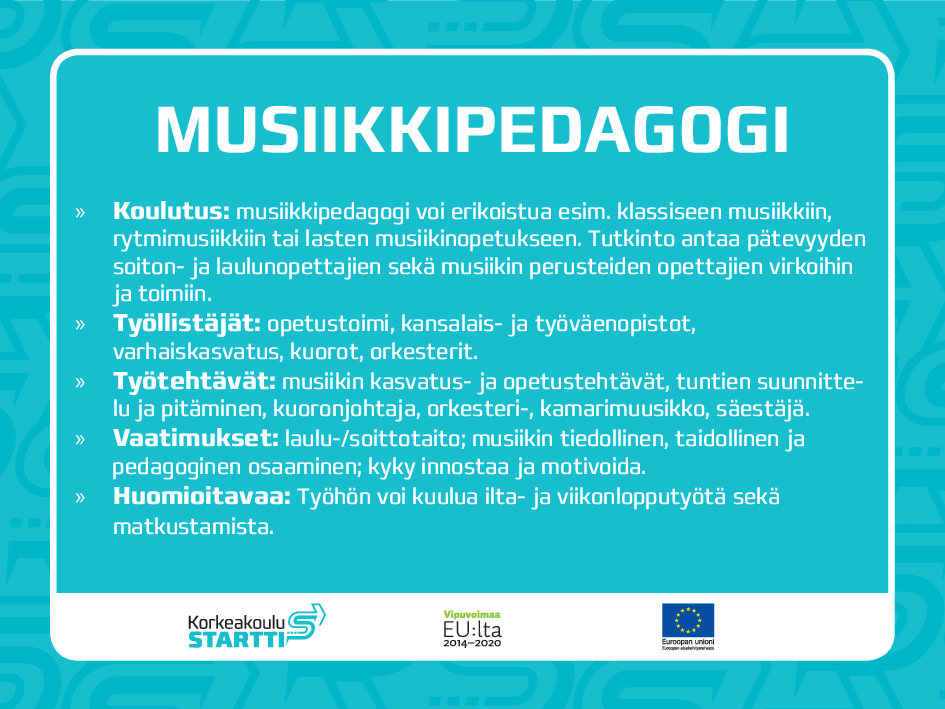 MUSIIKKIPEDAGOGI
» Koulutus: musiikkipedagogi voi erikoistua esim. klassiseen musiikkiin,
rytmimusiikkiin tai lasten musiikinopetukseen. Tutkinto antaa pätevyyden
soiton- ja laulunopettajien sekä musiikin perusteiden opettajien virkoihin
ja toimiin.
» Työllistäjät: opetustoimi, kansalais- ja työväenopistot,
varhaiskasvatus, kuorot, orkesterit.
» Työtehtävät: musiikin kasvatus- ja opetustehtävät, tuntien suunnitte-
lu ja pitäminen, kuoronjohtaja, orkesteri-, kamarimuusikko, säestäjä.
» Vaatimukset: laulu-/soittotaito; musiikin tiedollinen, taidollinen ja
pedagoginen osaaminen; kyky innostaa ja motivoida.
» Huomioitavaa: Työhön voi kuulua ilta- ja viikonlopputyötä sekä
matkustamista.
Korkeakoulu
STARTTI
Vipuvoimaa
EU:lta
2014–2020
Euroopan unioni
Euroopan aluekehitysrahasto